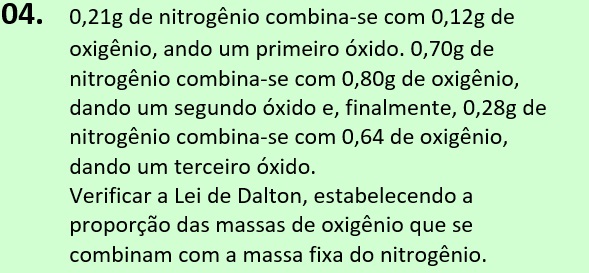 04. 0,21g de nitrogênio combina-se com 0,12g de
oxigênio, ando um primeiro óxido. 0,70g de
nitrogênio combina-se com 0,80g de oxigênio,
dando um segundo óxido e, finalmente, 0,28g de
nitrogênio combina-se com 0,64 de oxigênio,
dando um terceiro óxido.
Verificar a Lei de Dalton, estabelecendo a
proporção das massas de oxigênio que se
combinam com a massa fixa do nitrogênio.